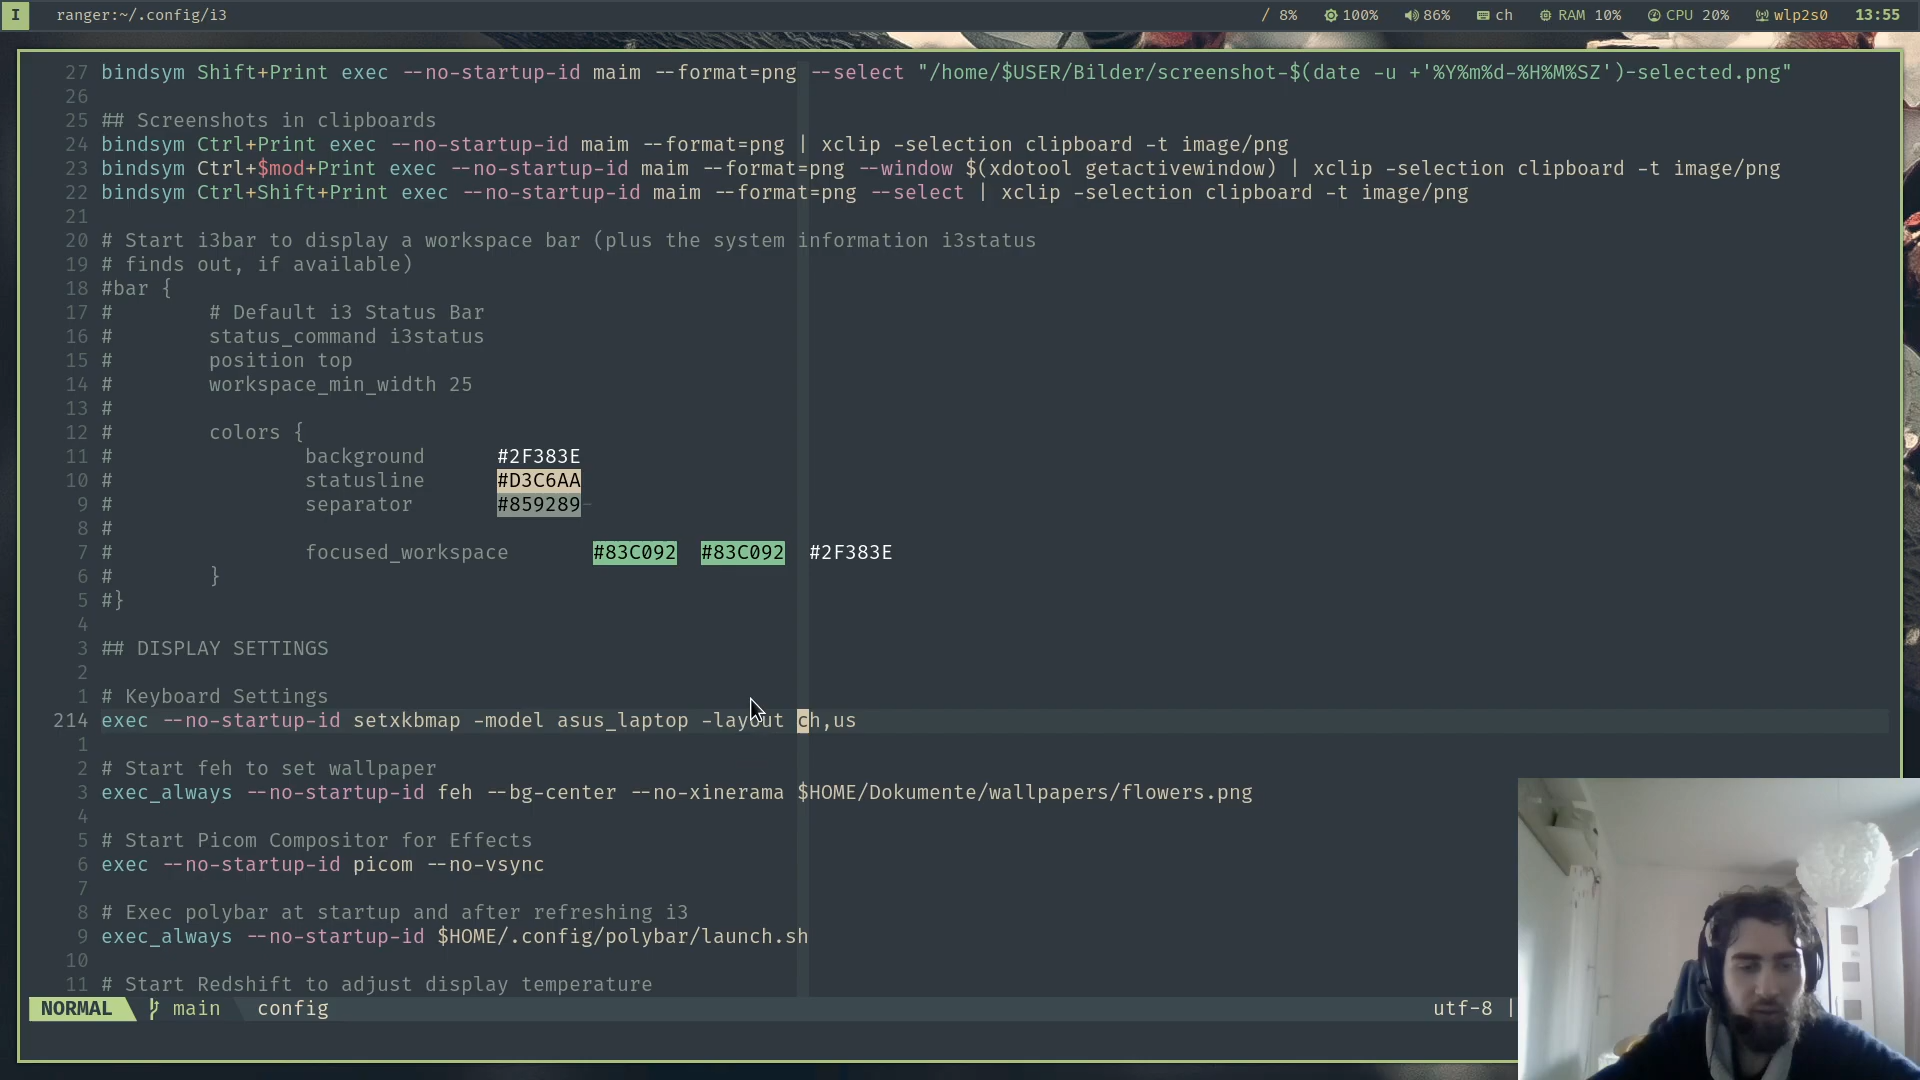 I ranger:~/.config/i3 / 8% 100% 86% ch RAM 10% CPU 20% wlp2s0 13:55
27 bindsym Shift+Print exec --no-startup-id maim --format=png --select "/home/$USER/Bilder/screenshot-$(date -u +'%Y%m%d-%H%M%SZ')-selected.png"
26
25 ## Screenshots in clipboards
24 bindsym Ctrl+Print exec --no-startup-id maim --format=png | xclip -selection clipboard -t image/png
23 bindsym Ctrl+$mod+Print exec --no-startup-id maim --format=png --window $(xdotool getactivewindow) | xclip -selection clipboard -t image/png
22 bindsym Ctrl+Shift+Print exec --no-startup-id maim --format=png --select | xclip -selection clipboard -t image/png
21
20 # Start i3bar to display a workspace bar (plus the system information i3status
19 # finds out, if available)
18 #bar {
17 # # Default i3 Status Bar
16 # status_command i3status
15 # position top
14 # workspace_min_width 25
13 #
12 # colors {
11 # background #2F383E
10 # statusline #D3C6AA
9 # separator #859289-
8 #
7 # focused_workspace #83C092 #83C092 #2F383E
6 # }
5 #}
4
3 ## DISPLAY SETTINGS
2
1 # Keyboard Settings
214 exec --no-startup-id setxkbmap -model asus_laptop -layout ch,us
1
2 # Start feh to set wallpaper
3 exec_always --no-startup-id feh --bg-center --no-xinerama $HOME/Dokumente/wallpapers/flowers.png
4
5 # Start Picom Compositor for Effects
6 exec --no-startup-id picom --no-vsync
7
8 # Exec polybar at startup and after refreshing i3
9 exec_always --no-startup-id $HOME/.config/polybar/launch.sh
10
11 # Start Redshift to adjust display temperature
NORMAL main config utf-8 |